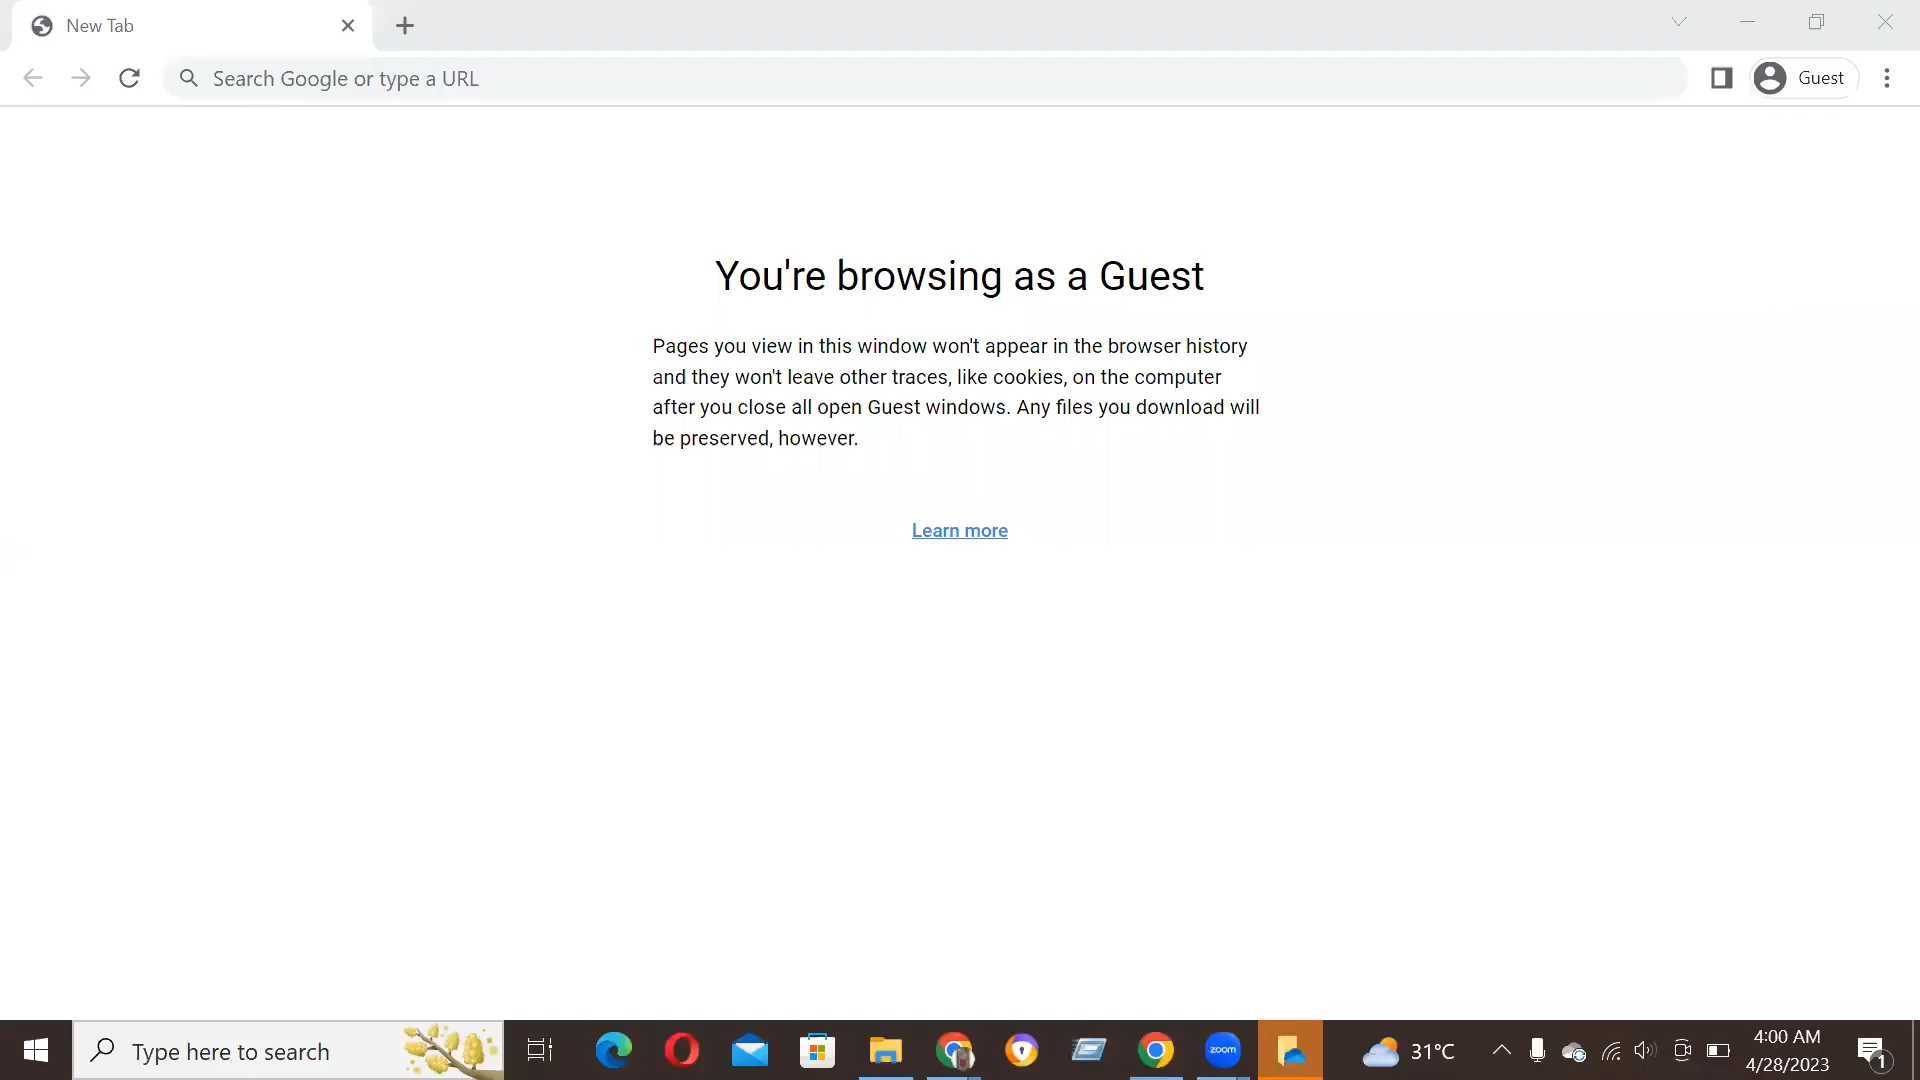 New Tab
Search Google or type a URL
Guest
You're browsing as a Guest
Pages you view in this window won't appear in the browser history
and they won't leave other traces, like cookies, on the computer
after you close all open Guest windows. Any files you download will
be preserved, however.
Learn more
Type here to search
zoom
31°C
4:00 AM
4/28/2023
1